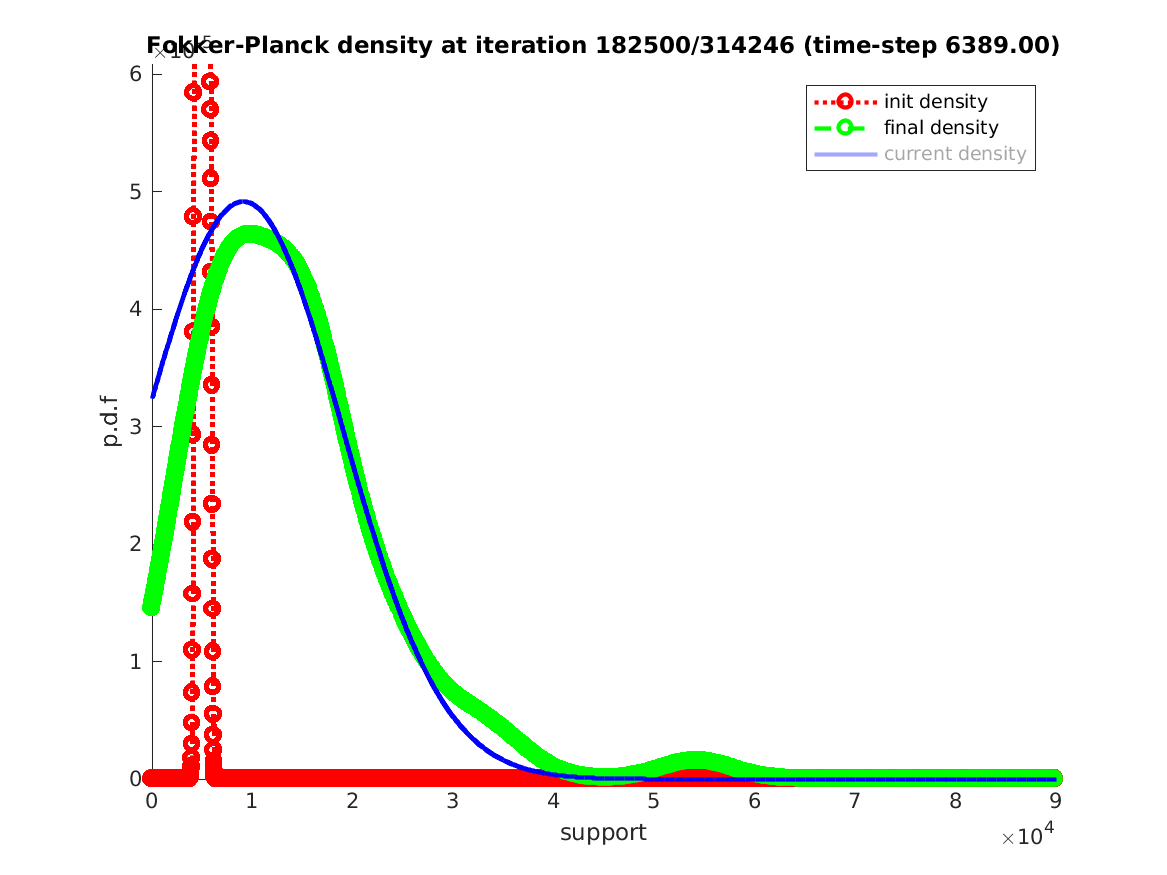 Fokker-Planck density at iteration 182500/314246 (time-step 6389.00)
init density
final density
current density
p.d.f
6
5
4
3
2
1
0
0 1 2 3 4 5 6 7 8 9
support
×10^4